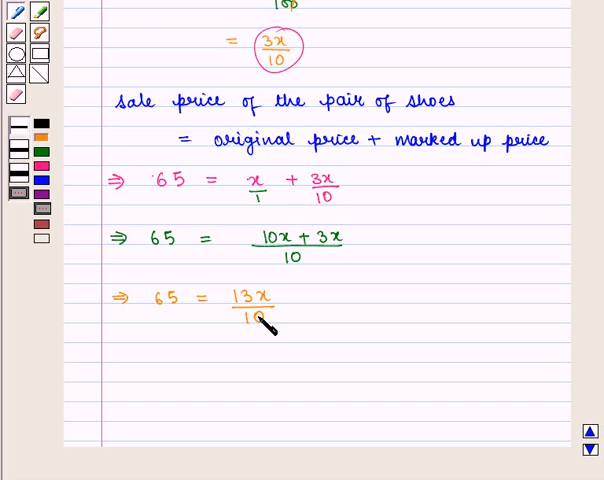 100
= 3x/10
Sale price of the pair of shoes
= original price + marked up price
⇒ 65 = x/1 + 3x/10
⇒ 65 = 10x + 3x/10
⇒ 65 = 13x/10